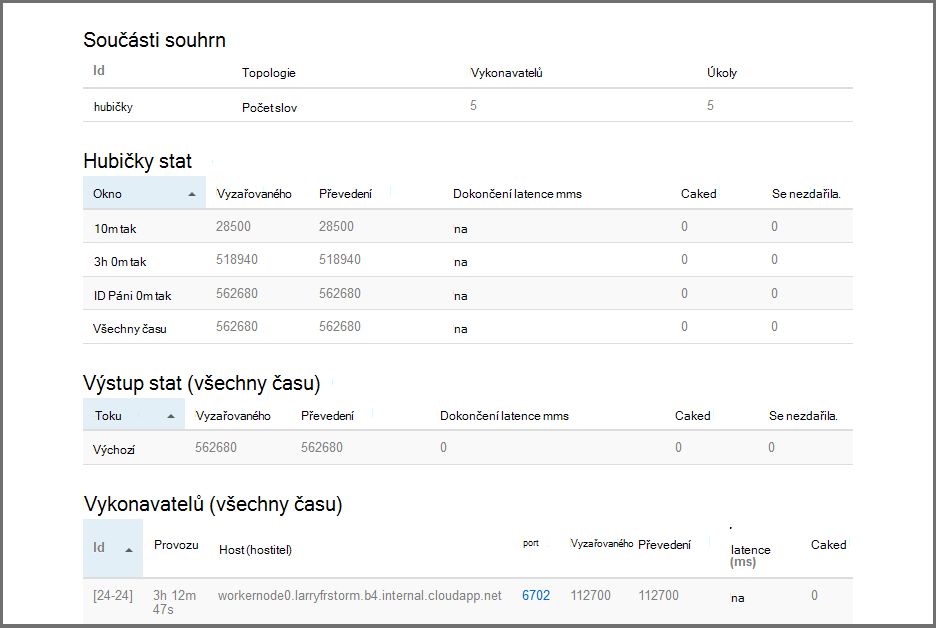 Součásti souhrn
Id Topologie Vykonavatelů Úkoly
hubičky Počet slov 5 5
Hubičky stat
Okno Vyzařovaného Převedení Dokončení latence mms Caked Se nezdařila.
10m tak 28500 28500 na 0 0
3h 0m tak 518940 518940 na 0 0
ID Páni 0m tak 562680 562680 na 0 0
Všechny času 562680 562680 na 0 0
Výstup stat (všechny času)
Toku Vyzařovaného Převedení Dokončení latence mms Caked Se nezdařila.
Výchozí 562680 562680 0 0 0
Vykonavatelů (všechny času)
Id Provozu Host (hostitel) port Vyzařovaného Převedení latence Caked
(ms)
[24-24] 3h 12m workernode0.larryfrstorm.b4.internal.cloudapp.net 6702 112700 112700 na 0
47s